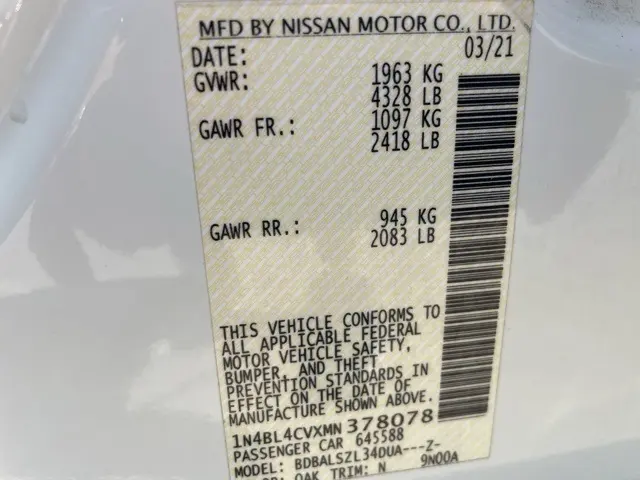 MFD BY NISSAN MOTOR CO., LTD.
DATE: 03/21
GVWR: 1963 KG
4328 LB
GAWR FR.: 1097 KG
2418 LB
GAWR RR.: 945 KG
2083 LB
THIS VEHICLE CONFORMS TO
ALL APPLICABLE FEDERAL
MOTOR VEHICLE SAFETY,
BUMPER, AND THEFT
PREVENTION STANDARDS IN
EFFECT ON THE DATE OF
MANUFACTURE SHOWN ABOVE.
1N4BL4CVXMN378078
PASSENGER CAR 645588
MODEL: BDBALSZL34DUA---Z-
QAK TRIM: N 9N00A